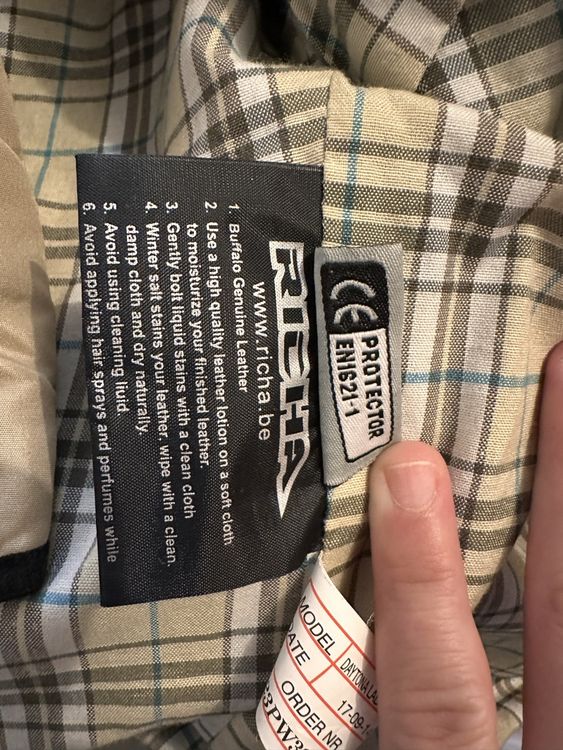 RICHA
www.richa.be
1. Buffalo Genuine Leather
2. Use a high quality leather lotion on a soft cloth
to moisturize your finished leather.
3. Gently bolt liquid stains with a clean cloth
4. Winter salt stains your leather, wipe with a clean.
damp cloth and dry naturally.
5. Avoid using cleaning liuid
6. Avoid applying hair sprays and perfumes while
CE
PROTECTOR
EN1621-1
MODEL
DAYTONA
17-09-1
ORDER NR